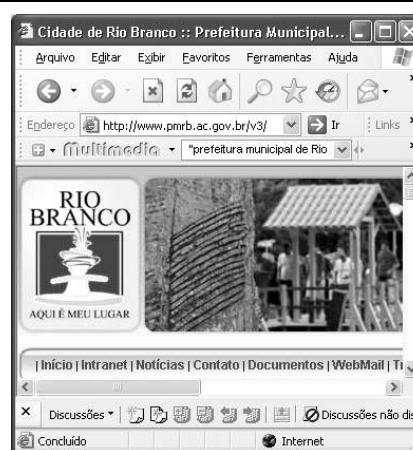 Cidade de Rio Branco :: Prefeitura Municipal...
Arquivo Editar Exibir Favoritos Ferramentas Ajuda
Endereço http://www.pmrb.ac.gov.br/v3/ Ir Links
Multimedia "prefeitura municipal de Rio
RIO
BRANCO
AQUI É MEU LUGAR
| Início | Intranet | Notícias | Contato | Documentos | WebMail | Tr
Discussões Discussões não dis
Concluído Internet